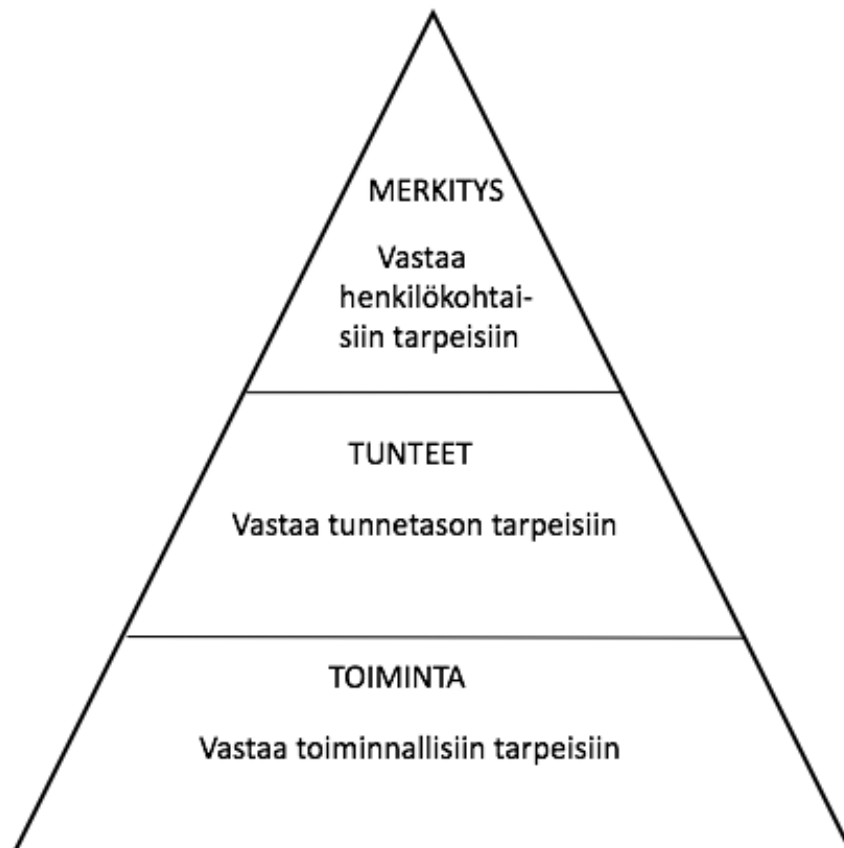 MERKITYS
Vastaa
henkilökohtai-
siin tarpeisiin
TUNTEET
Vastaa tunnetason tarpeisiin
TOIMINTA
Vastaa toiminnallisiin tarpeisiin